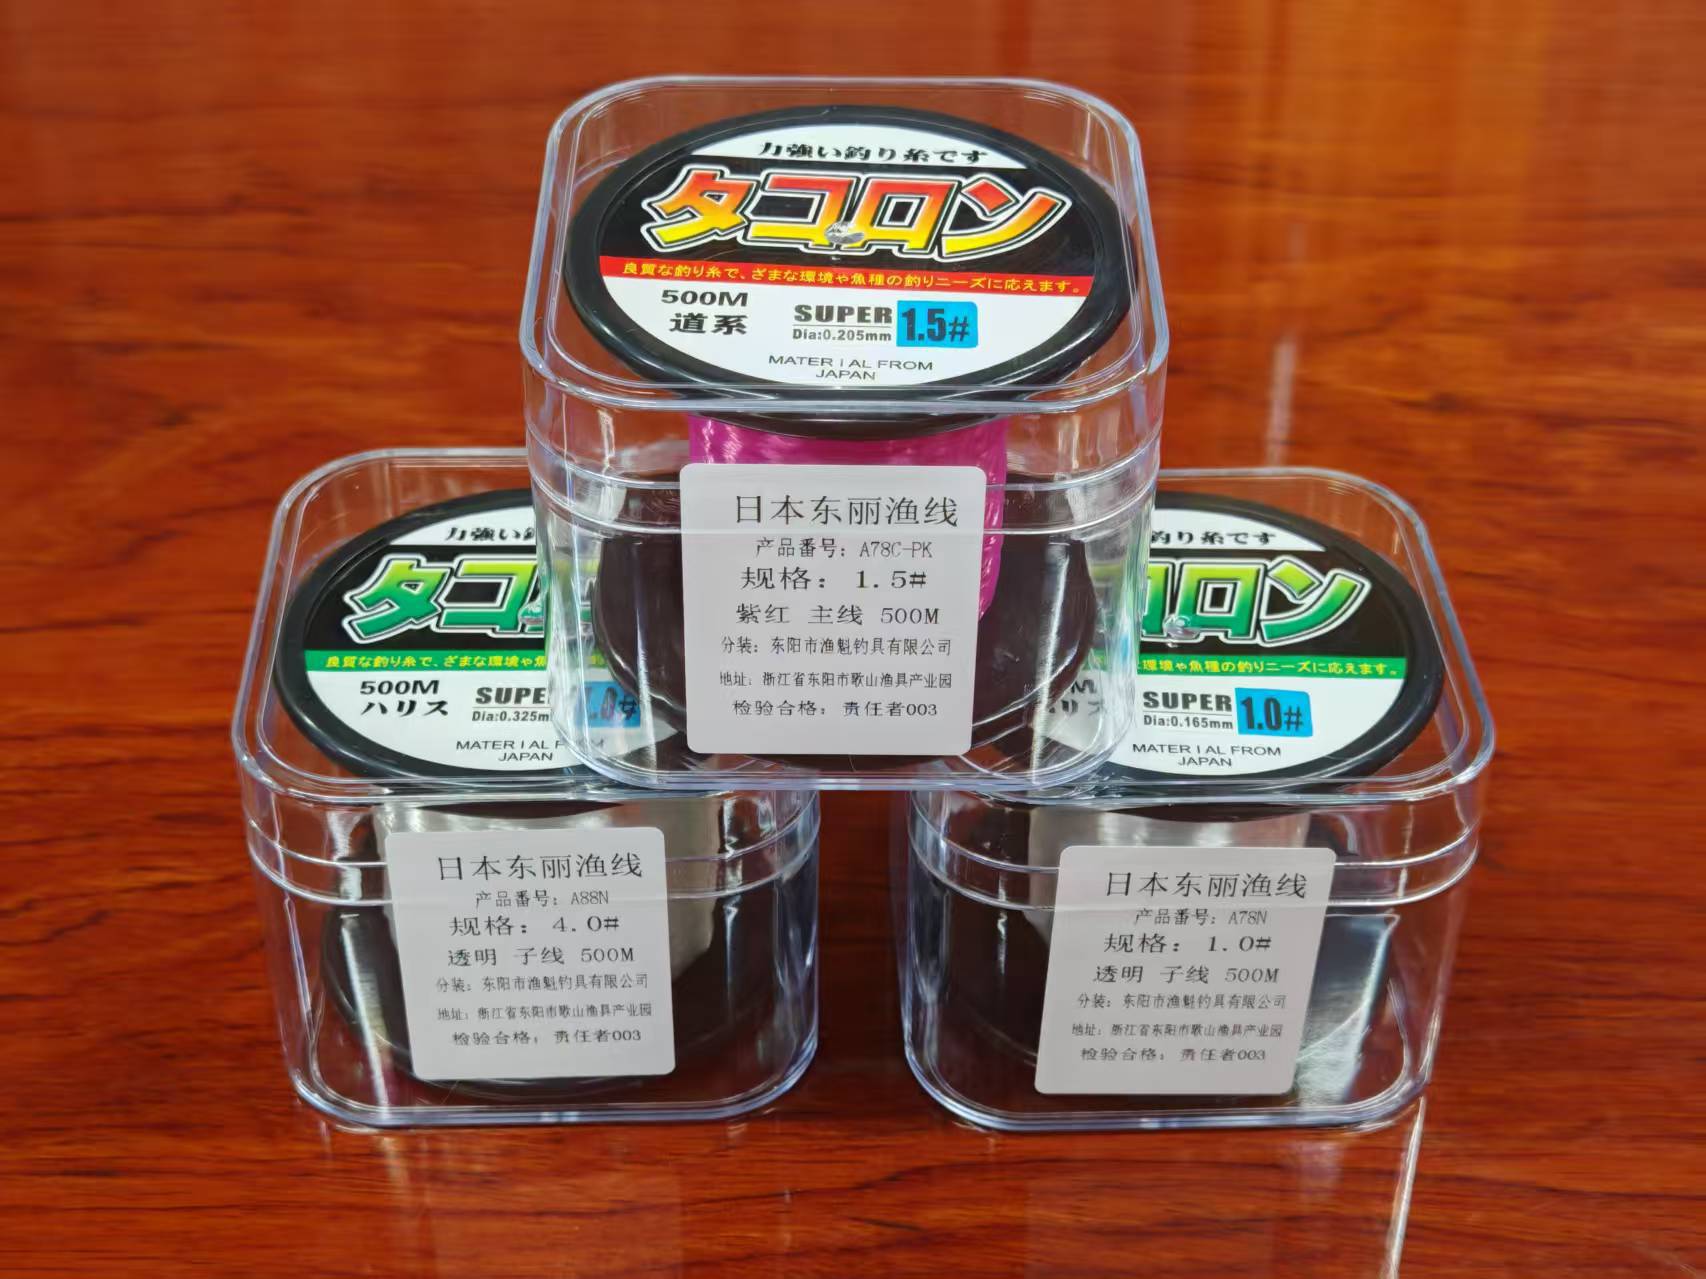 力強い釣り糸です
タコロン
良質な釣り糸で、ざまな環境や魚種の釣りニーズに応えます。
500M
道系
SUPER
Dia:0.205mm
1.5#
MATERIAL FROM
JAPAN
日本东丽渔线
产品番号：A78C-PK
规格：1.5#
紫红 主线 500M
分装：东阳市渔魁钓具有限公司
地址：浙江省东阳市歌山渔具产业园
检验合格：责任者003
力強い
タコ
良質な釣り糸で、ざまな環境や魚
500M
ハリス
SUPER
Dia:0.325m
.0#
MATERIAL F
JAPAN
日本东丽渔线
产品番号：A88N
规格：4.0#
透明 子线 500M
分装：东阳市渔魁钓具有限公司
地址：浙江省东阳市歌山渔具产业园
检验合格：责任者003
釣り糸です
コロン
環境や魚種の釣りニーズに応えます。
M
リス
SUPER
Dia:0.165mm
1.0#
MATERIAL FROM
JAPAN
日本东丽渔线
产品番号：A78N
规格：1.0#
透明 子线 500M
分装：东阳市渔魁钓具有限公司
地址：浙江省东阳市歌山渔具产业园
检验合格：责任者003